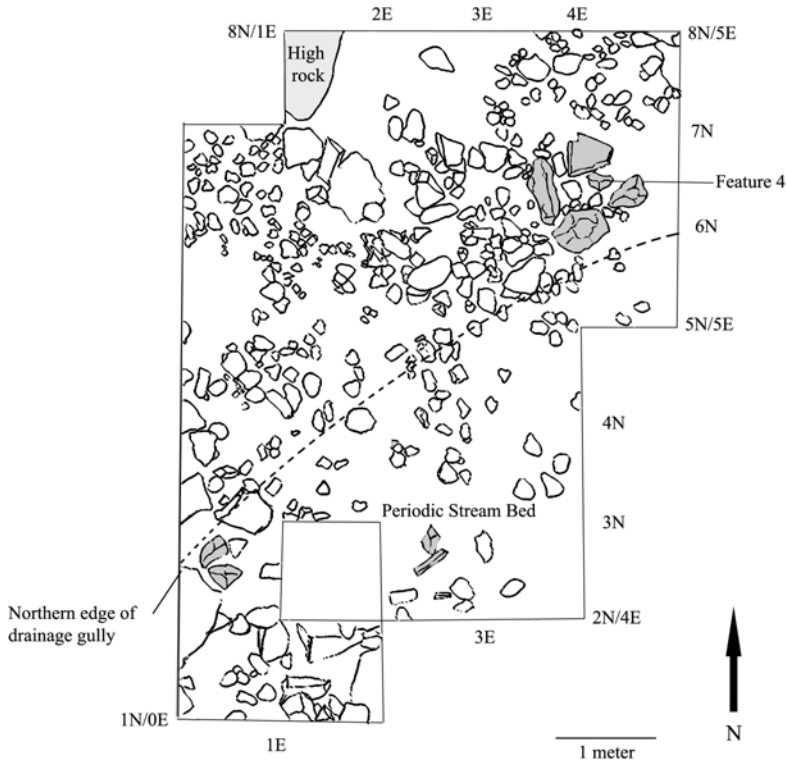 2E
3E
4E
8N/1E
8N/5E
High
rock
7N
Feature 4
6N
5N/5E
4N
Periodic Stream Bed
3N
Northern edge of
drainage gully
2N/4E
3E
1N/0E
1E
1 meter
N